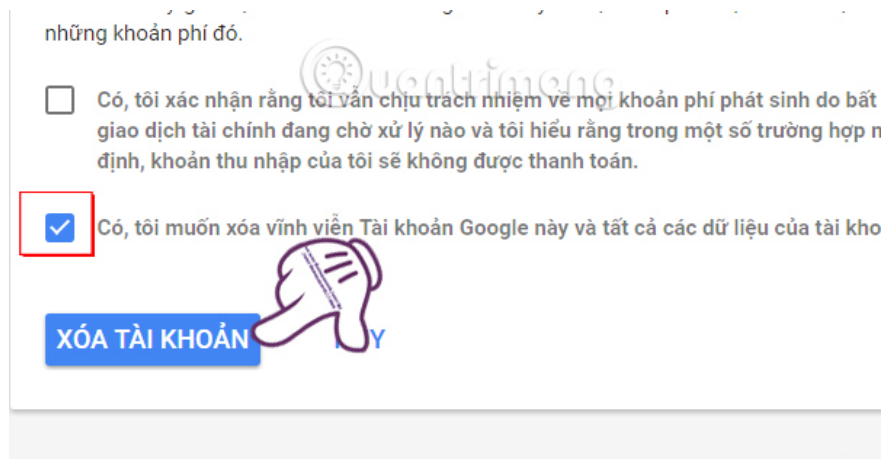 những khoản phí đó.
Quantrimang
Có, tôi xác nhận rằng tôi vẫn chịu trách nhiệm về mọi khoản phí phát sinh do bất
giao dịch tài chính đang chờ xử lý nào và tôi hiểu rằng trong một số trường hợp
định, khoản thu nhập của tôi sẽ không được thanh toán.
Có, tôi muốn xóa vĩnh viễn Tài khoản Google này và tất cả các dữ liệu của tài
XÓA TÀI KHOẢN